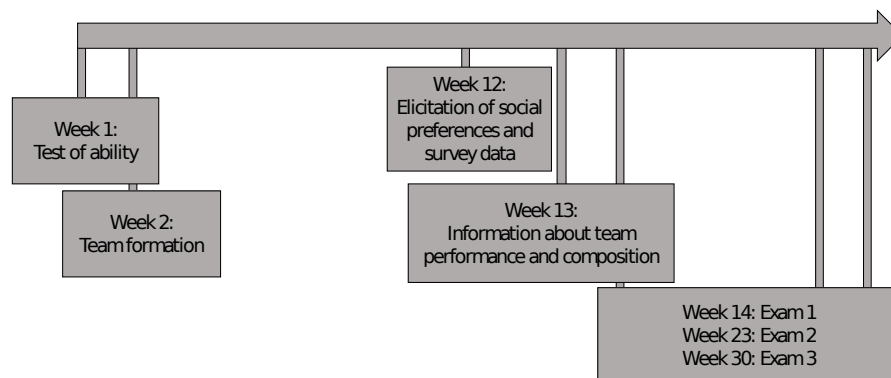 Week 1:
Test of ability
Week 2:
Team formation
Week 12:
Elicitation of social
preferences and
survey data
Week 13:
Information about team
performance and composition
Week 14: Exam 1
Week 23: Exam 2
Week 30: Exam 3